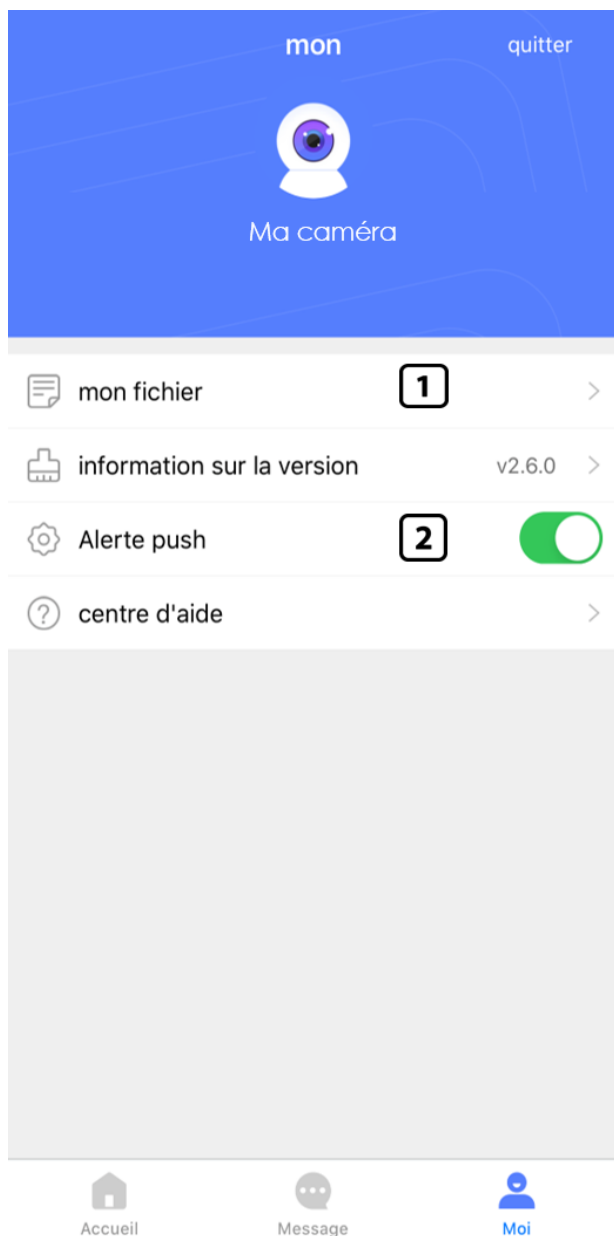 mon
quitter
Ma caméra
mon fichier 1
information sur la version v2.6.0
Alerte push 2
centre d'aide
Accueil Message Moi